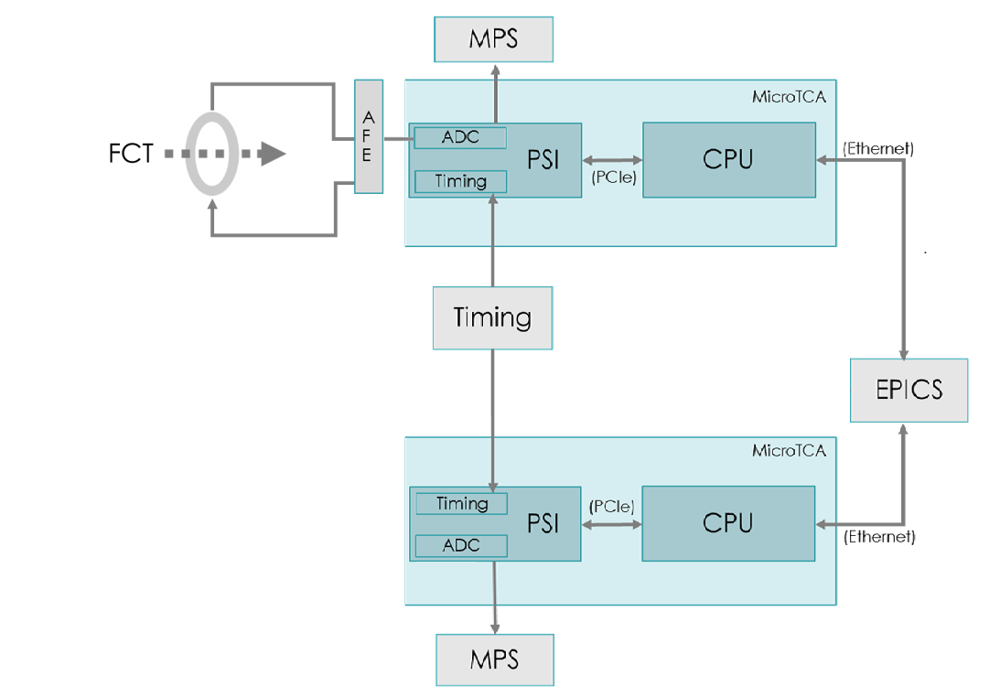 MPS
MicroTCA
AFE
ADC
FCT
PSI
CPU
(Ethernet)
Timing
(PCIe)
Timing
EPICS
MicroTCA
Timing
(PCIe)
PSI
CPU
ADC
(Ethernet)
MPS